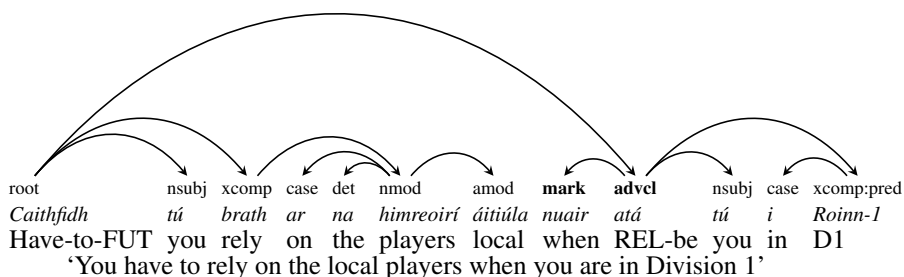 root nsubj xcomp case det nmod amod mark advcl nsubj case xcomp:pred
Caithfidh tú brath ar na himreoirí áitiúla nuair atá tú i Roinn-1
Have-to-FUT you rely on the players local when REL-be you in D1
‘You have to rely on the local players when you are in Division 1’